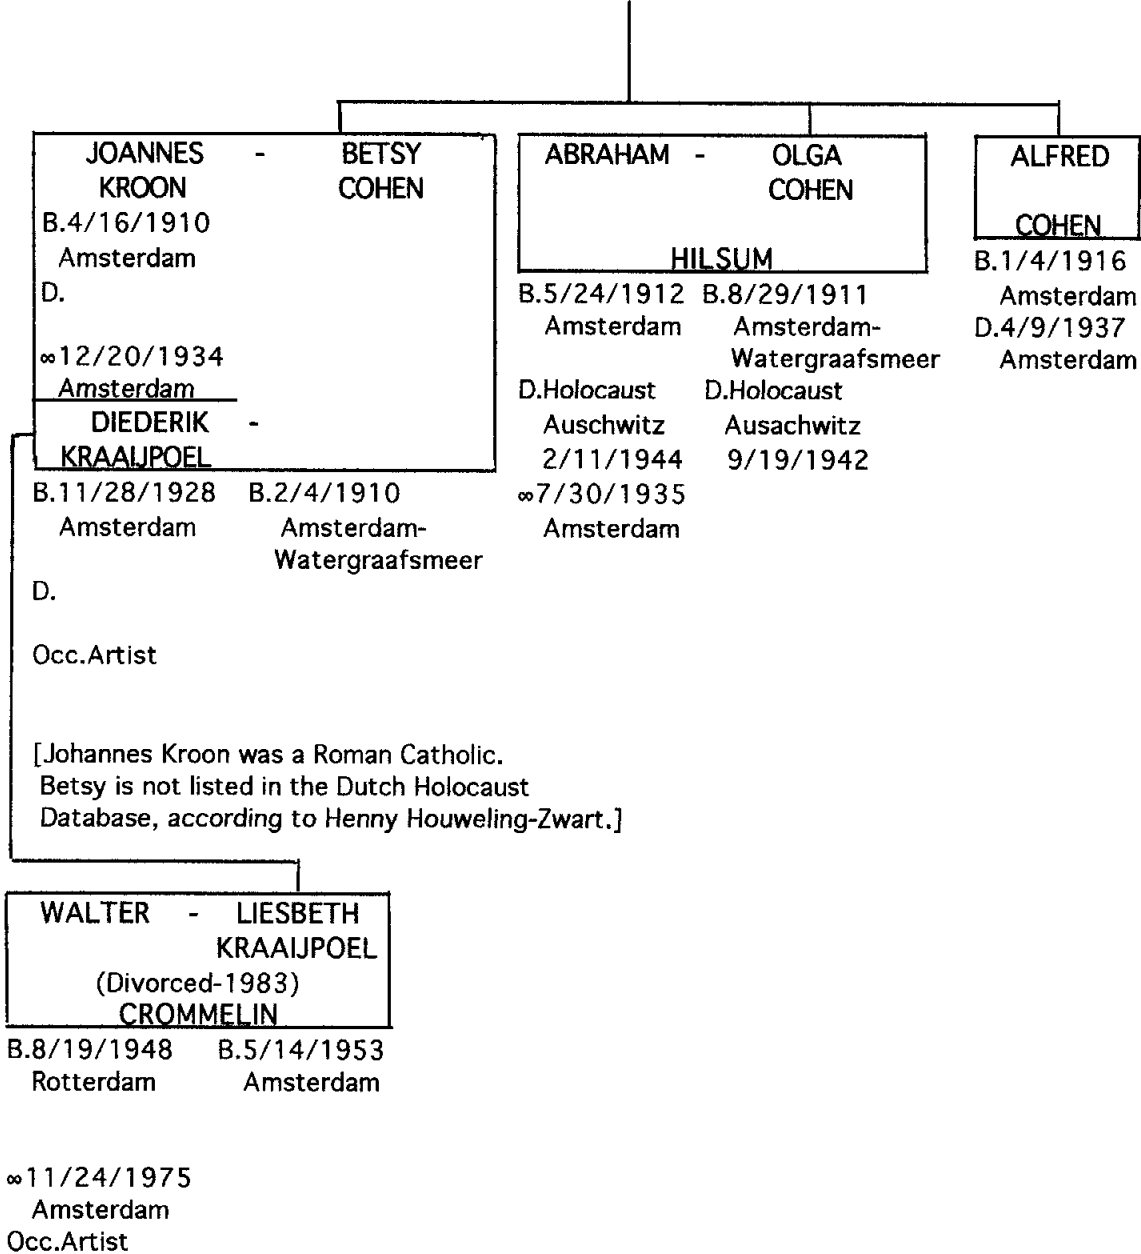 JOANNES - BETSY
KROON COHEN
B.4/16/1910
Amsterdam
D.
∞12/20/1934
Amsterdam
DIEDERIK -
KRAAIJPOEL
B.11/28/1928 B.2/4/1910
Amsterdam Amsterdam-
Watergraafsmeer
D.
Occ.Artist
[Johannes Kroon was a Roman Catholic.
Betsy is not listed in the Dutch Holocaust
Database, according to Henny Houweling-Zwart.]
ABRAHAM - OLGA
COHEN
HILSUM
B.5/24/1912 B.8/29/1911
Amsterdam Amsterdam-
Watergraafsmeer
D.Holocaust D.Holocaust
Auschwitz Ausachwitz
2/11/1944 9/19/1942
∞7/30/1935
Amsterdam
ALFRED
COHEN
B.1/4/1916
Amsterdam
D.4/9/1937
Amsterdam
WALTER - LIESBETH
KRAAIJPOEL
(Divorced-1983)
CROMMELIN
B.8/19/1948 B.5/14/1953
Rotterdam Amsterdam
∞11/24/1975
Amsterdam
Occ.Artist